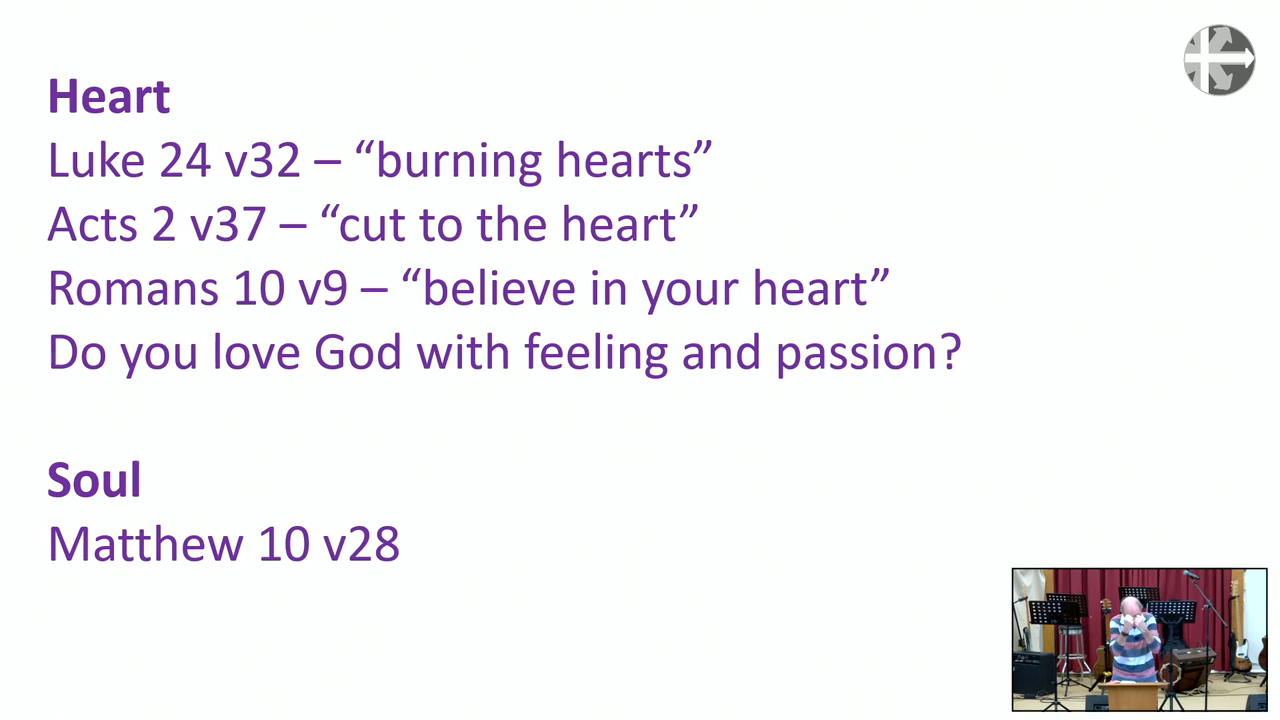 Heart
Luke 24 v32 – “burning hearts”
Acts 2 v37 – “cut to the heart”
Romans 10 v9 – “believe in your heart”
Do you love God with feeling and passion?
Soul
Matthew 10 v28